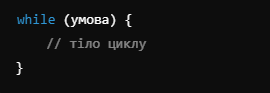 while (умова) {
    // тіло циклу
}